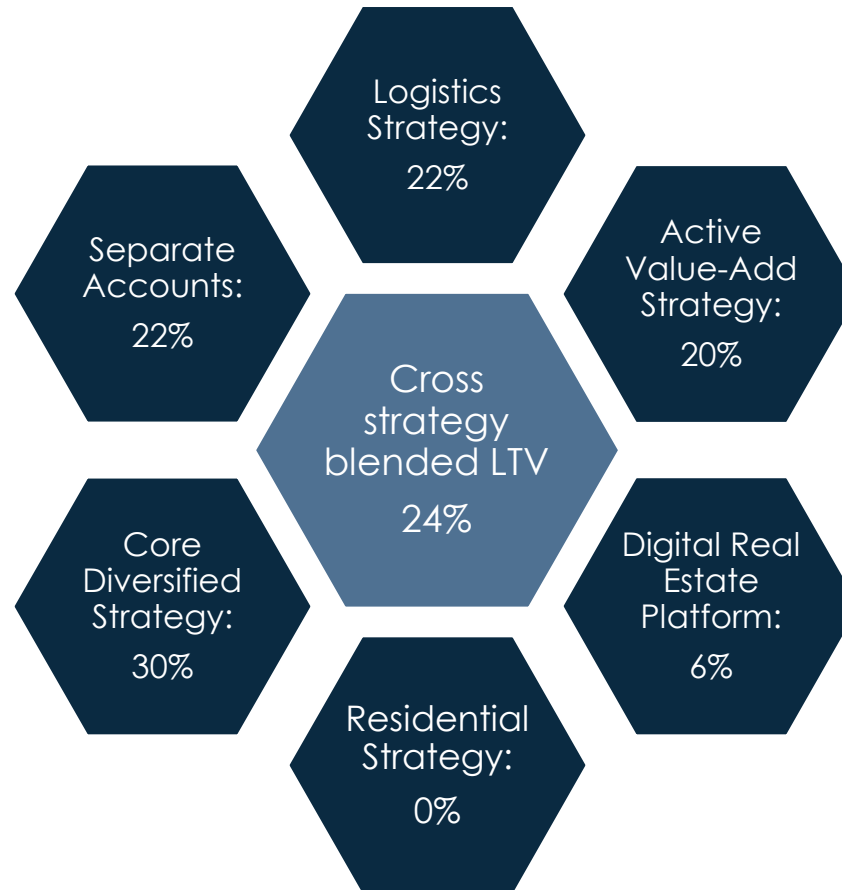 Logistics
Strategy:
22%
Separate
Accounts:
22%
Active
Value-Add
Strategy:
20%
Cross
strategy
blended LTV
24%
Core
Diversified
Strategy:
30%
Digital Real
Estate
Platform:
6%
Residential
Strategy:
0%